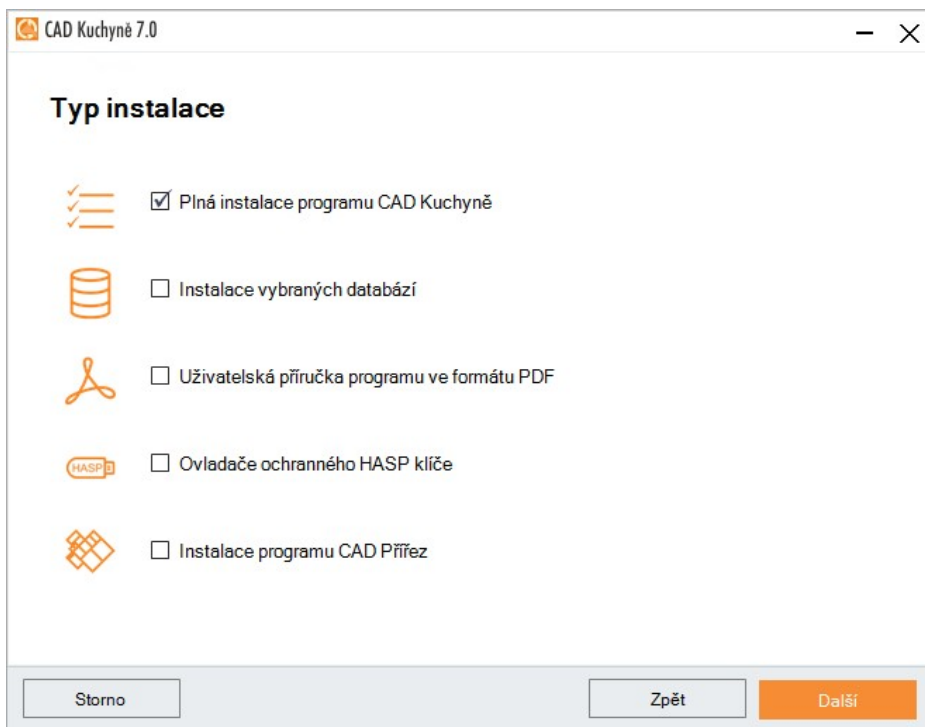 CAD Kuchyně 7.0
Typ instalace
Plná instalace programu CAD Kuchyně
Instalace vybraných databází
Uživatelská příručka programu ve formátu PDF
HASP
Ovladače ochranného HASP klíče
Instalace programu CAD Přířez
Storno
Zpět
Další